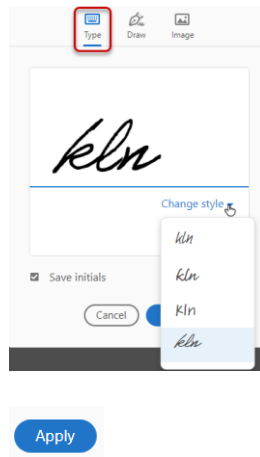 Type Draw Image
kln
Change style
kln
kln
Kln
kln
Save initials
Cancel
Apply